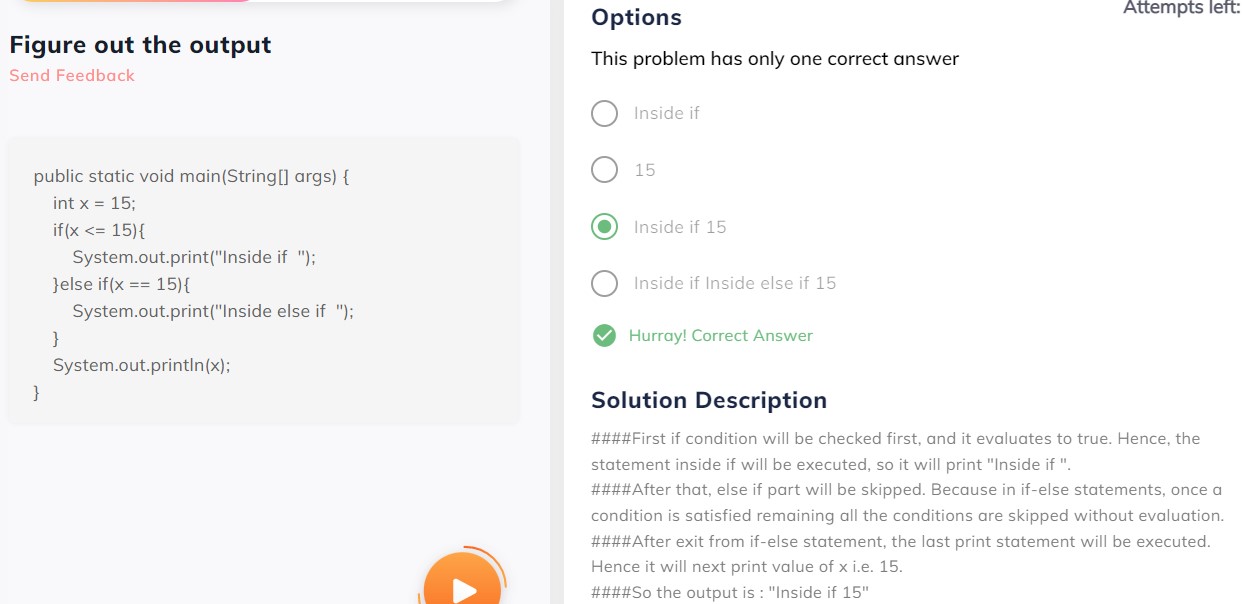 Attempts left:
Figure out the output
Send Feedback
public static void main(String[] args) {
    int x = 15;
    if(x <= 15){
        System.out.print("Inside if  ");
    }else if(x == 15){
        System.out.print("Inside else if  ");
    }
    System.out.println(x);
}
Options
This problem has only one correct answer
Inside if
15
Inside if 15
Inside if Inside else if 15
Hurray! Correct Answer
Solution Description
####First if condition will be checked first, and it evaluates to true. Hence, the
statement inside if will be executed, so it will print "Inside if ".
####After that, else if part will be skipped. Because in if-else statements, once a
condition is satisfied remaining all the conditions are skipped without evaluation.
####After exit from if-else statement, the last print statement will be executed.
Hence it will next print value of x i.e. 15.
####So the output is : "Inside if 15"